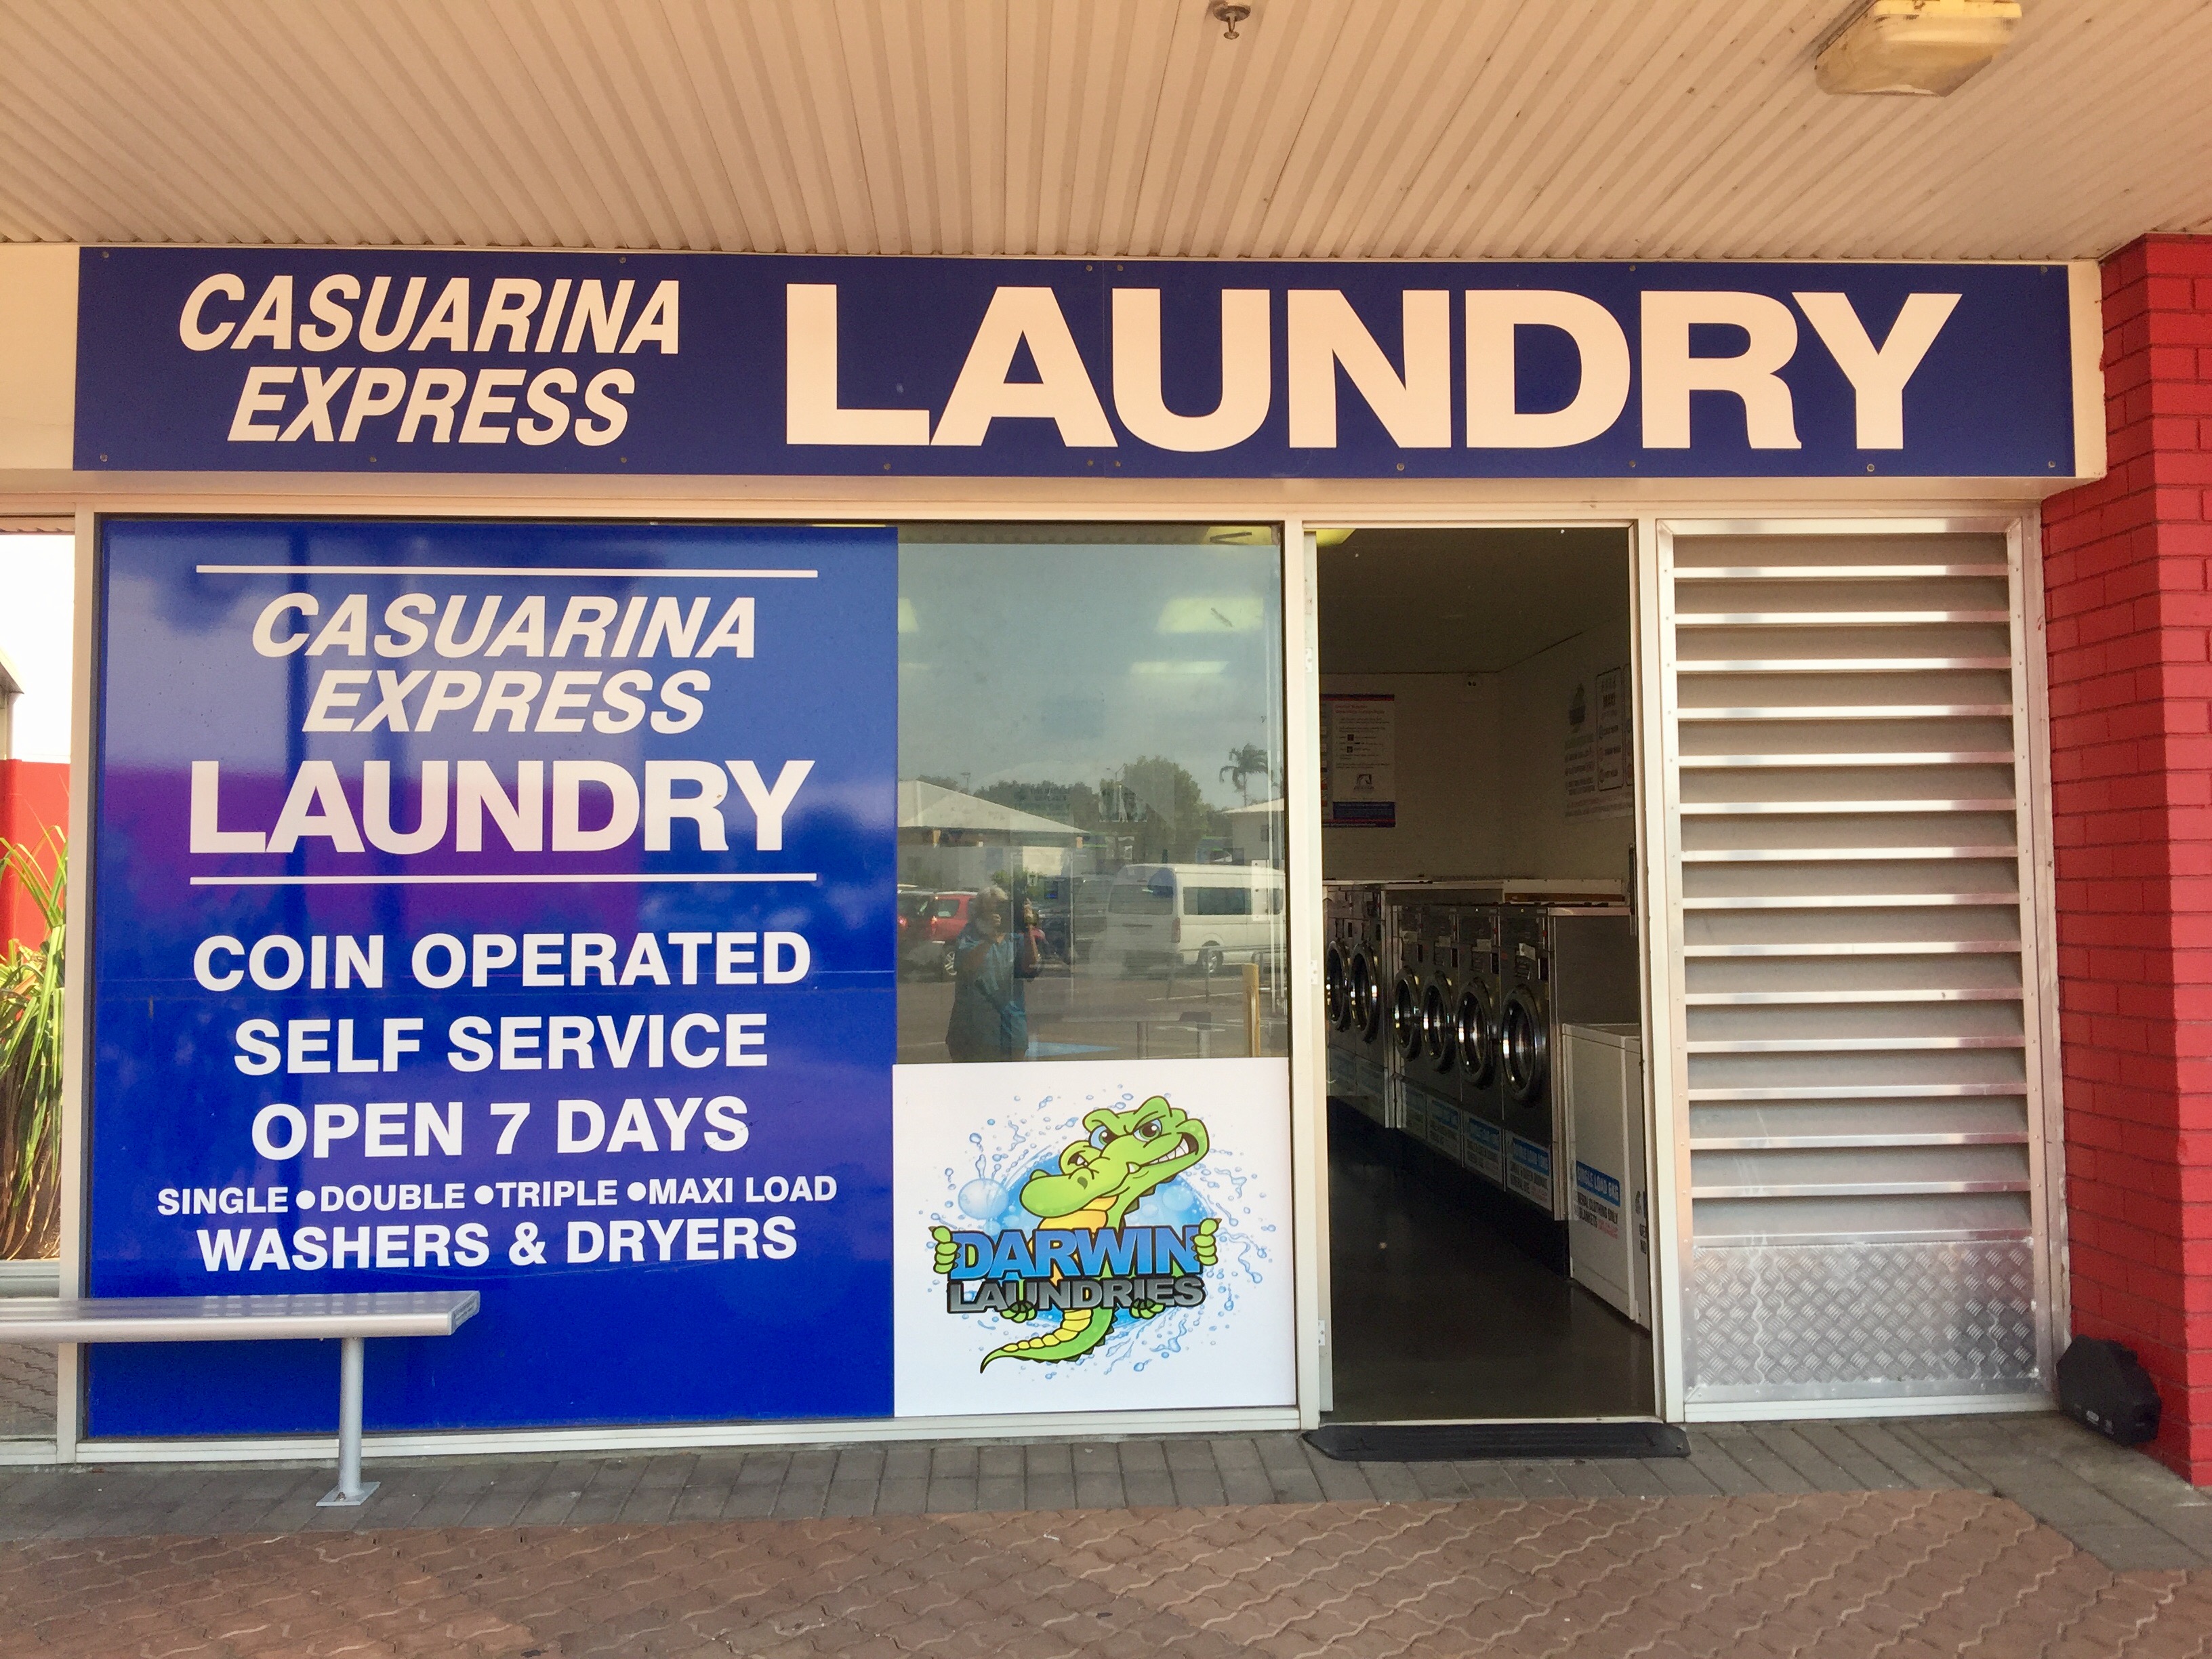 CASUARINA
EXPRESS
LAUNDRY
CASUARINA
EXPRESS
LAUNDRY
COIN OPERATED
SELF SERVICE
OPEN 7 DAYS
SINGLE ● DOUBLE ● TRIPLE ● MAXI LOAD
WASHERS & DRYERS
DARWIN
LAUNDRIES